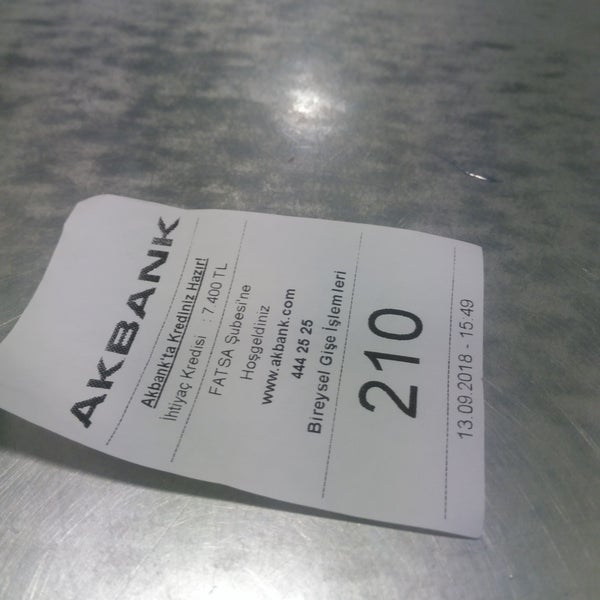 AKBANK
Akbank'ta Krediniz Hazır!
İhtiyaç Kredisi : 7 400 TL
FATSA Şubesi'ne
Hoşgeldiniz
www.akbank.com
444 25 25
Bireysel Gişe İşlemleri
210
13.09.2018 - 15:49